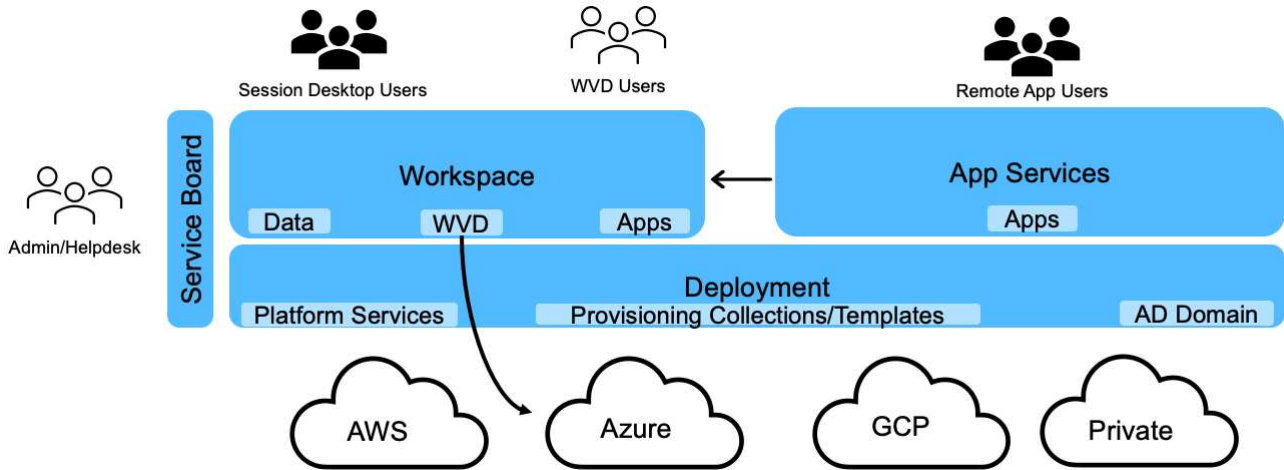 Session Desktop Users
WVD Users
Remote App Users
Admin/Helpdesk
Service Board
Workspace
Data
WVD
Apps
App Services
Apps
Deployment
Platform Services
Provisioning Collections/Templates
AD Domain
AWS
Azure
GCP
Private